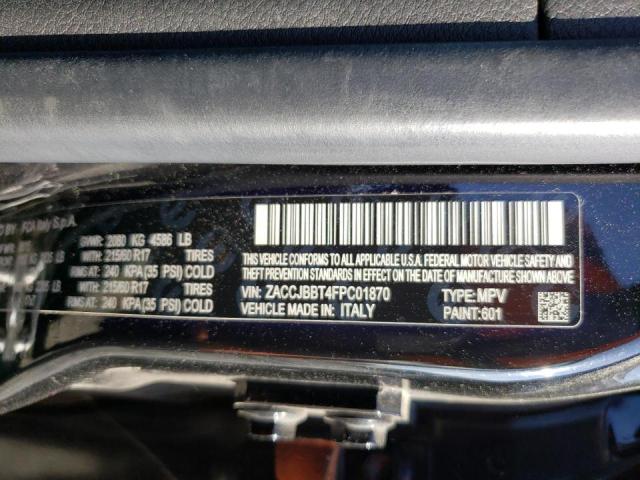 BY: FCA Italy S.p.A.
GVWR: 2080 KG 4586 LB
WITH: 215/60 R17 TIRES
RIMS AT: 240 KPA(35 PSI) COLD
WITH: 215/60 R17 TIRES
RIMS AT: 240 KPA(35 PSI) COLD
THIS VEHICLE CONFORMS TO ALL APPLICABLE U.S.A. FEDERAL MOTOR VEHICLE SAFETY AND
THEFT PREVENTION STANDARDS IN EFFECT ON THE DATE OF MANUFACTURE SHOWN ABOVE.
VIN: ZACCJBBT4FPC01870 TYPE: MPV
VEHICLE MADE IN: ITALY PAINT: 601